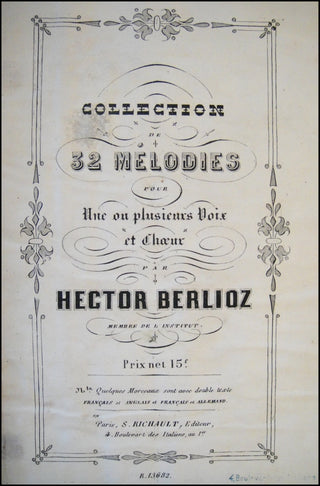 COLLECTION
DE
32 MÉLODIES
POUR
Une ou plusieurs Voix
et Chœur
PAR
HECTOR BERLIOZ
MEMBRE DE L'INSTITUT.
Prix net 15f
Nta Quelques Morceaux sont avec double texte
FRANÇAIS et ANGLAIS et FRANÇAIS et ALLEMAND.
Paris, S. RICHAULT, Editeur,
4, Boulevart des Italiens, au 1er
R.13682.
4 Boulev